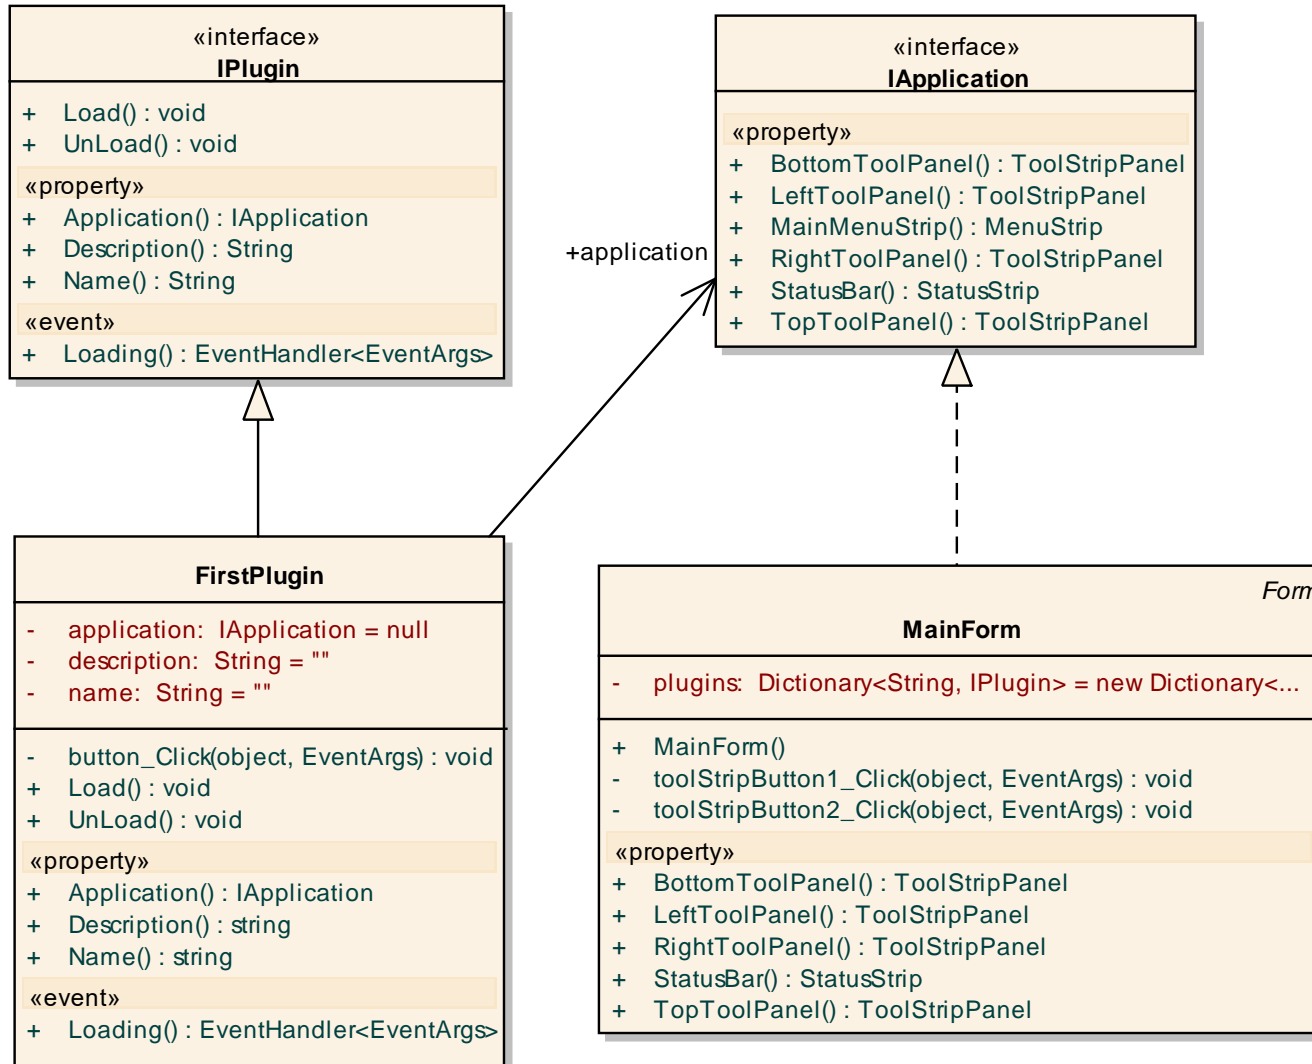 «interface»
IPlugin
+ Load() : void
+ UnLoad() : void
«property»
+ Application() : IApplication
+ Description() : String
+ Name() : String
«event»
+ Loading() : EventHandler<EventArgs>
«interface»
IApplication
«property»
+ BottomToolPanel() : ToolStripPanel
+ LeftToolPanel() : ToolStripPanel
+ MainMenuStrip() : MenuStrip
+ RightToolPanel() : ToolStripPanel
+ StatusBar() : StatusStrip
+ TopToolPanel() : ToolStripPanel
+application
FirstPlugin
- application: IApplication = null
- description: String = ""
- name: String = ""
- button_Click(object, EventArgs) : void
+ Load() : void
+ UnLoad() : void
«property»
+ Application() : IApplication
+ Description() : string
+ Name() : string
«event»
+ Loading() : EventHandler<EventArgs>
Form
MainForm
- plugins: Dictionary<String, IPlugin> = new Dictionary<...
+ MainForm()
- toolStripButton1_Click(object, EventArgs) : void
- toolStripButton2_Click(object, EventArgs) : void
«property»
+ BottomToolPanel() : ToolStripPanel
+ LeftToolPanel() : ToolStripPanel
+ RightToolPanel() : ToolStripPanel
+ StatusBar() : StatusStrip
+ TopToolPanel() : ToolStripPanel